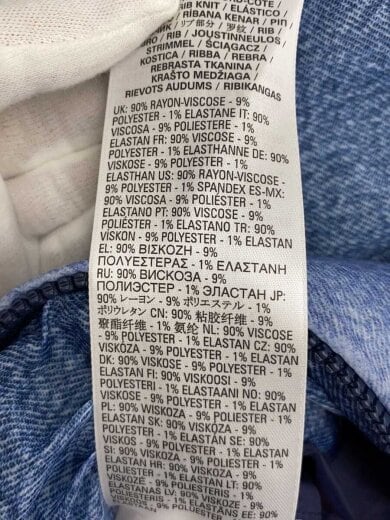 RIB KNIT / ELÁSTICO /
RIBANA KENAR / РІП
リブ部分 / 罗纹 / RIB
RIB / JOUSTINNEULOS
STRIMMEL / ŚCIĄGACZ
KOSTICA / RIBBA / REBRA
REBRASTA TKANINA /
KRAŠTO MEDŽIAGA /
RIEVOTS AUDUMS / RIBIKANGAS
UK: 90% RAYON-VISCOSE - 9%
POLYESTER - 1% ELASTANE IT: 90%
VISCOSA - 9% POLIESTERE - 1%
ELASTAN FR: 90% VISCOSE - 9%
POLYESTER - 1% ELASTHANNE DE: 90%
VISKOSE - 9% POLYESTER - 1%
ELASTHAN US: 90% RAYON-VISCOSE -
9% POLYESTER - 1% SPANDEX ES-MX:
90% VISCOSA - 9% POLIÉSTER - 1%
ELASTANO PT: 90% VISCOSE - 9%
POLIÉSTER - 1% ELASTANO TR: 90%
VİSKON - 9% POLYESTER - 1% ELASTAN
EL: 90% ΒΙΣΚΟΖΗ - 9%
ΠΟΛΥΕΣΤΕΡΑΣ - 1% ΕΛΑΣΤΑΝΗ
RU: 90% ВИСКОЗА - 9%
ПОЛИЭСТЕР - 1% ЭЛАСТАН JP:
90% レーヨン - 9% ポリエステル - 1%
ポリウレタン CN: 90% 粘胶纤维 - 9%
聚酯纤维 - 1% 氨纶 NL: 90% VISCOSE
- 9% POLYESTER - 1% ELASTAN CZ: 90%
VISKÓZA - 9% POLYESTER - 1% ELASTAN
DK: 90% VISKOSE - 9% POLYESTER - 1%
ELASTAN FI: 90% VISKOOSI - 9%
POLYESTERI - 1% ELASTAANI NO: 90%
VISKOSE - 9% POLYESTER - 1% ELASTAN
PL: 90% WISKOZA - 9% POLIESTER - 1%
ELASTAN SK: 90% VISKÓZA - 9%
POLYESTER - 1% ELASTAN SE: 90%
VISKOS - 9% POLYESTER - 1% ELASTAN
SI: 90% VISKOZA - 9% POLIESTER - 1%
ELASTAN HR: 90% VISKOZA - 9%
POLIESTER - 1% ELASTAN LT: 90%
VISKOZĖ - 9% POLIESTERIS - 1%
ELASTANAS LV: 90% VISKOZE - 9%
POLIESTERIS - 1% ELASTĀNS EE: 90%
VISKOOS - 9% POLÜESTER - 1%